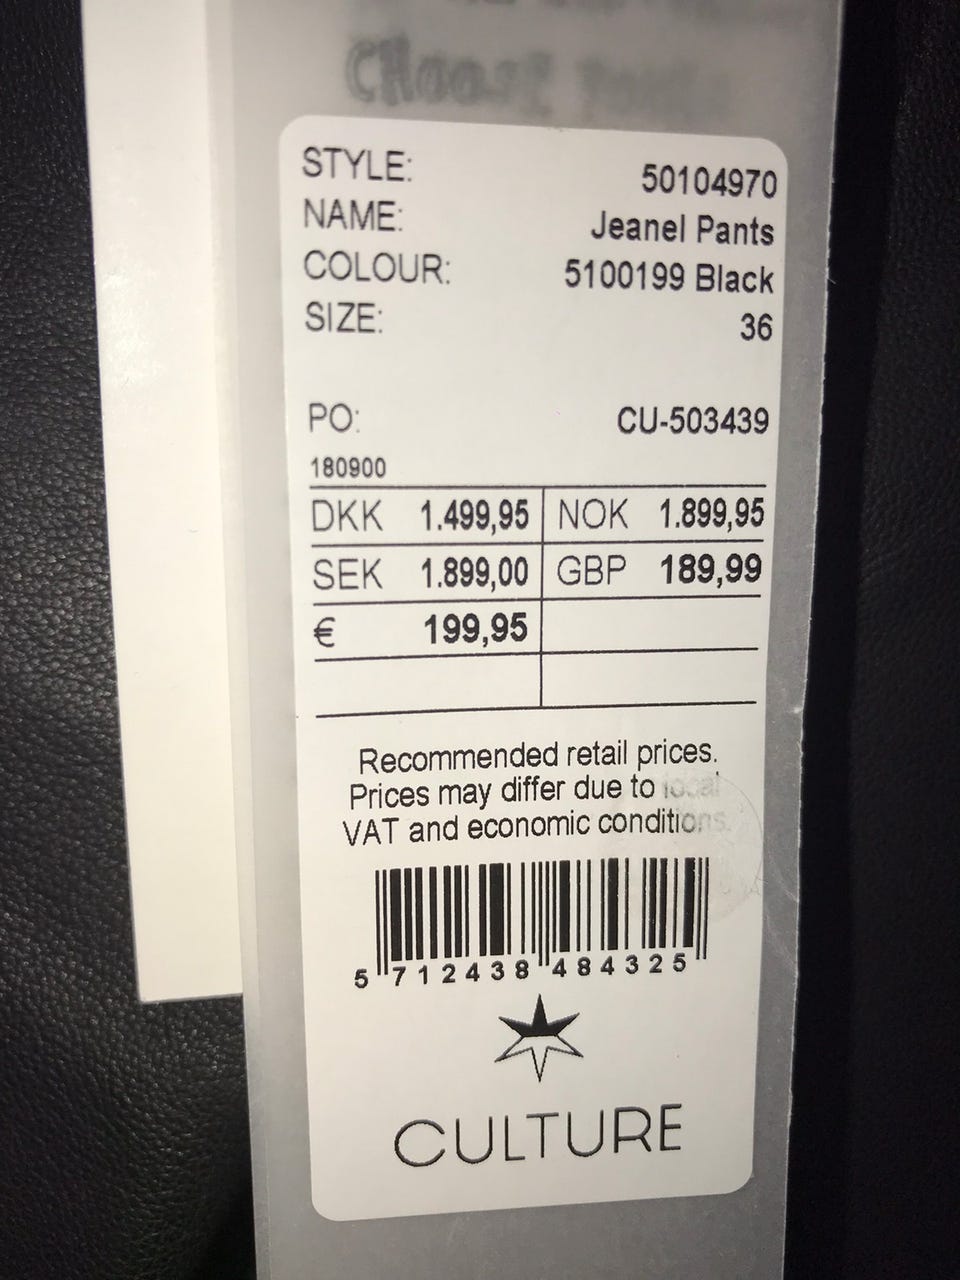 CHOOSE
STYLE: 50104970
NAME: Jeanel Pants
COLOUR: 5100199 Black
SIZE: 36
PO: CU-503439
180900
DKK 1.499,95 NOK 1.899,95
SEK 1.899,00 GBP 189,99
€ 199,95
Recommended retail prices.
Prices may differ due to local
VAT and economic conditions.
5 712438 484325
CULTURE